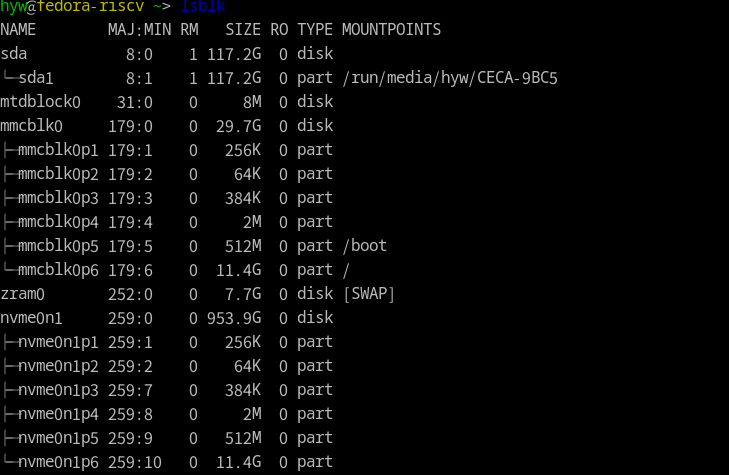 hyw@fedora-riscv ~> lsblk
NAME        MAJ:MIN RM   SIZE RO TYPE MOUNTPOINTS
sda           8:0    1 117.2G  0 disk
└─sda1        8:1    1 117.2G  0 part /run/media/hyw/CECA-9BC5
mtdblock0    31:0    0     8M  0 disk
mmcblk0     179:0    0  29.7G  0 disk
├─mmcblk0p1 179:1    0   256K  0 part
├─mmcblk0p2 179:2    0    64K  0 part
├─mmcblk0p3 179:3    0   384K  0 part
├─mmcblk0p4 179:4    0     2M  0 part
├─mmcblk0p5 179:5    0   512M  0 part /boot
└─mmcblk0p6 179:6    0  11.4G  0 part /
zram0       252:0    0   7.7G  0 disk [SWAP]
nvme0n1     259:0    0 953.9G  0 disk
├─nvme0n1p1 259:1    0   256K  0 part
├─nvme0n1p2 259:2    0    64K  0 part
├─nvme0n1p3 259:7    0   384K  0 part
├─nvme0n1p4 259:8    0     2M  0 part
├─nvme0n1p5 259:9    0   512M  0 part
└─nvme0n1p6 259:10   0  11.4G  0 part